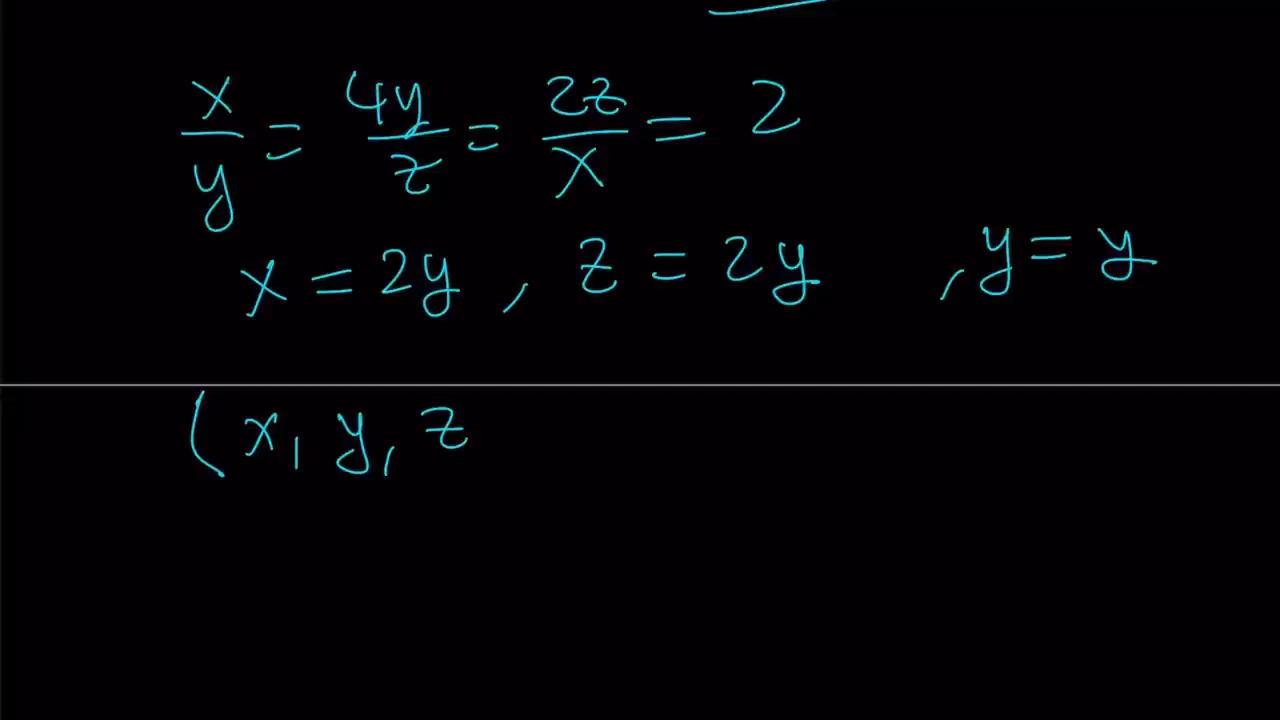 x/y = 4y/z = 2z/x = 2
x = 2y , z = 2y , y = y
(x, y, z